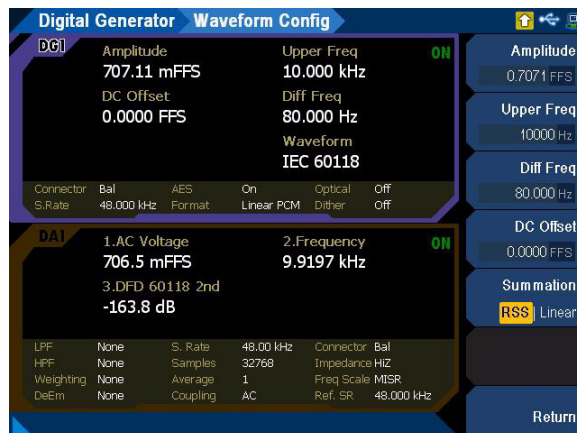 Digital Generator Waveform Config
DG1
Amplitude Upper Freq ON
707.11 mFFS 10.000 kHz
DC Offset Diff Freq
0.0000 FFS 80.000 Hz
Waveform
IEC 60118
Connector Bal AES On Optical Off
S.Rate 48.000 kHz Format Linear PCM Dither Off
DA1
1.AC Voltage 2.Frequency ON
706.5 mFFS 9.9197 kHz
3.DFD 60118 2nd
-163.8 dB
LPF None S. Rate 48.00 kHz Connector Bal
HPF None Samples 32768 Impedance HiZ
Weighting None Average 1 Freq Scale MISR
DeEm None Coupling AC Ref. SR 48.000 kHz
Amplitude
0.7071 FFS
Upper Freq
10000 Hz
Diff Freq
80.000 Hz
DC Offset
0.0000 FFS
Summation
RSS | Linear
Return